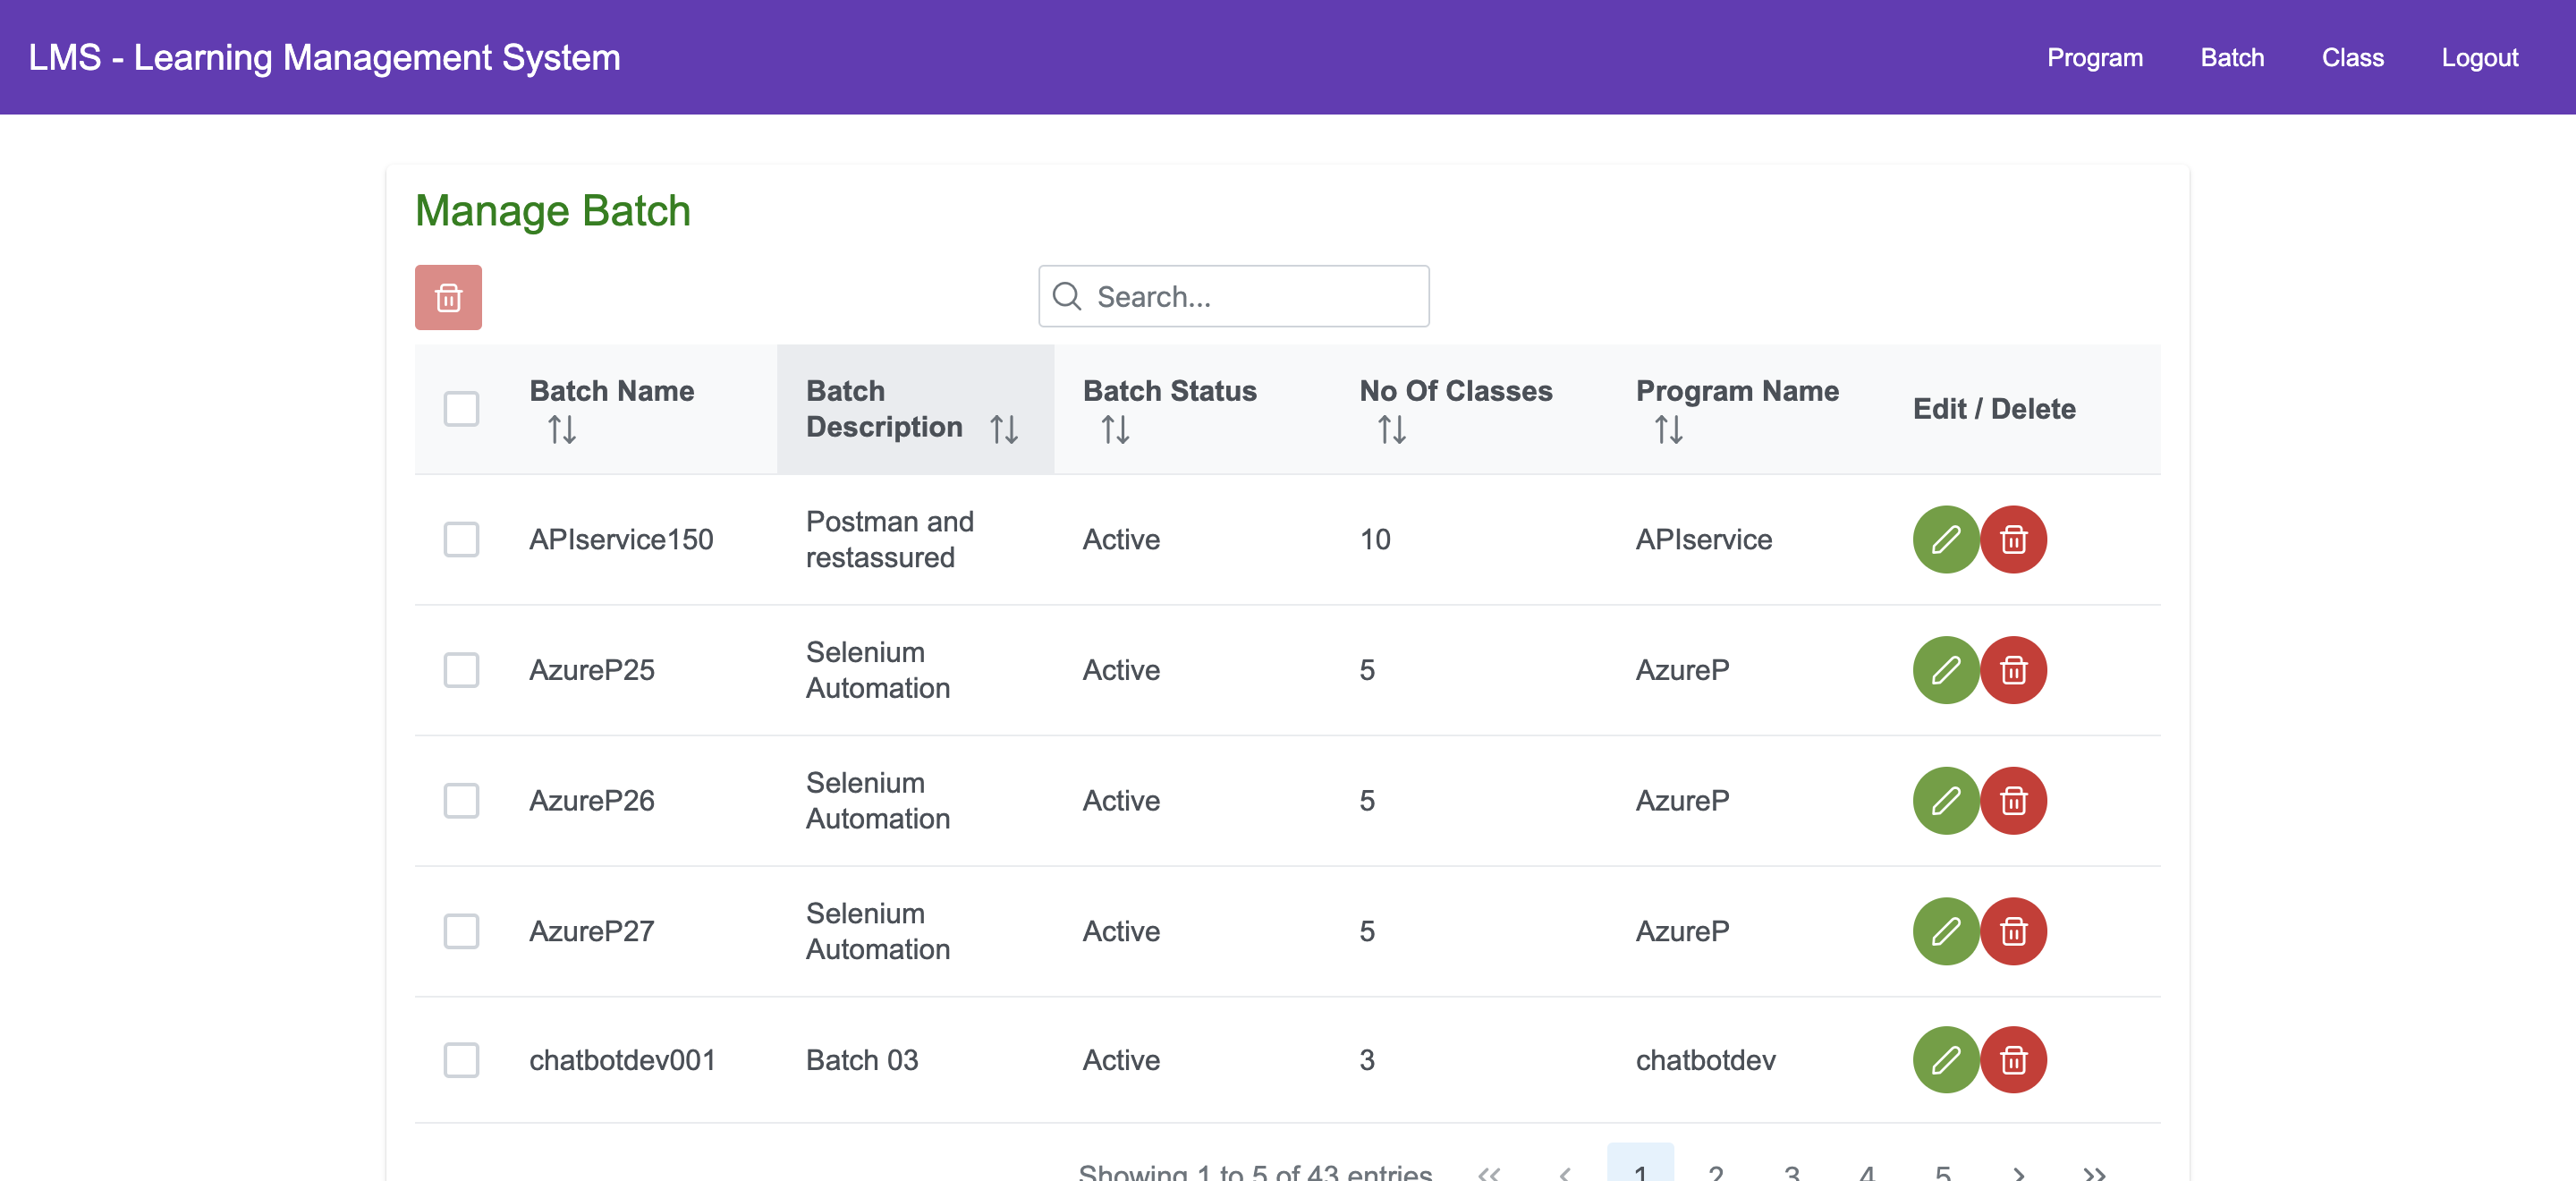 LMS - Learning Management System
Program Batch Class Logout
Manage Batch
Search...
Batch Name Batch Description Batch Status No Of Classes Program Name Edit / Delete
APIservice150 Postman and restassured Active 10 APIservice
AzureP25 Selenium Automation Active 5 AzureP
AzureP26 Selenium Automation Active 5 AzureP
AzureP27 Selenium Automation Active 5 AzureP
chatbotdev001 Batch 03 Active 3 chatbotdev
Showing 1 to 5 of 43 entries << < 1 2 3 4 5 > >>